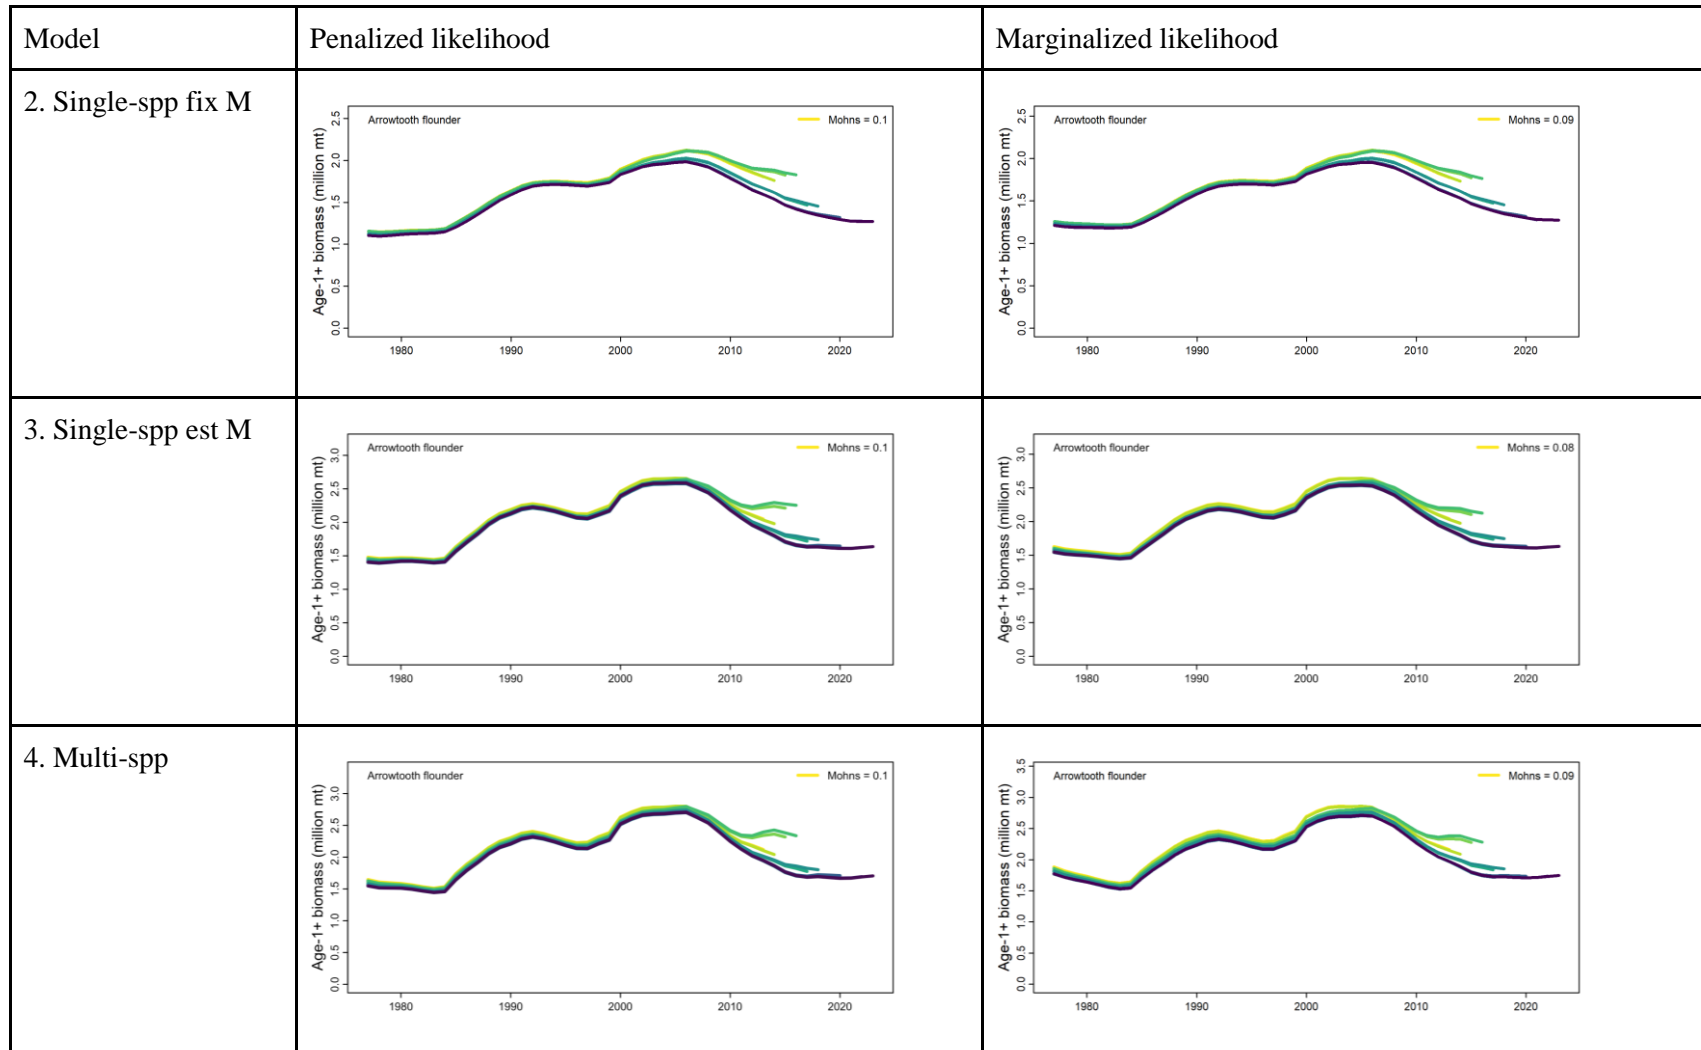 Model
Penalized likelihood
Marginalized likelihood
2. Single-spp fix M
Age-1+ biomass (million mt)
2.5
2.0
1.5
1.0
0.5
0.0
Arrowtooth flounder
Mohns = 0.1
1980 1990 2000 2010 2020
Age-1+ biomass (million mt)
2.5
2.0
1.5
1.0
0.5
0.0
Arrowtooth flounder
Mohns = 0.09
1980 1990 2000 2010 2020
3. Single-spp est M
Age-1+ biomass (million mt)
3.0
2.5
2.0
1.5
1.0
0.5
0.0
Arrowtooth flounder
Mohns = 0.1
1980 1990 2000 2010 2020
Age-1+ biomass (million mt)
3.0
2.5
2.0
1.5
1.0
0.5
0.0
Arrowtooth flounder
Mohns = 0.08
1980 1990 2000 2010 2020
4. Multi-spp
Age-1+ biomass (million mt)
3.0
2.5
2.0
1.5
1.0
0.5
0.0
Arrowtooth flounder
Mohns = 0.1
1980 1990 2000 2010 2020
Age-1+ biomass (million mt)
3.5
3.0
2.5
2.0
1.5
1.0
0.5
0.0
Arrowtooth flounder
Mohns = 0.09
1980 1990 2000 2010 2020